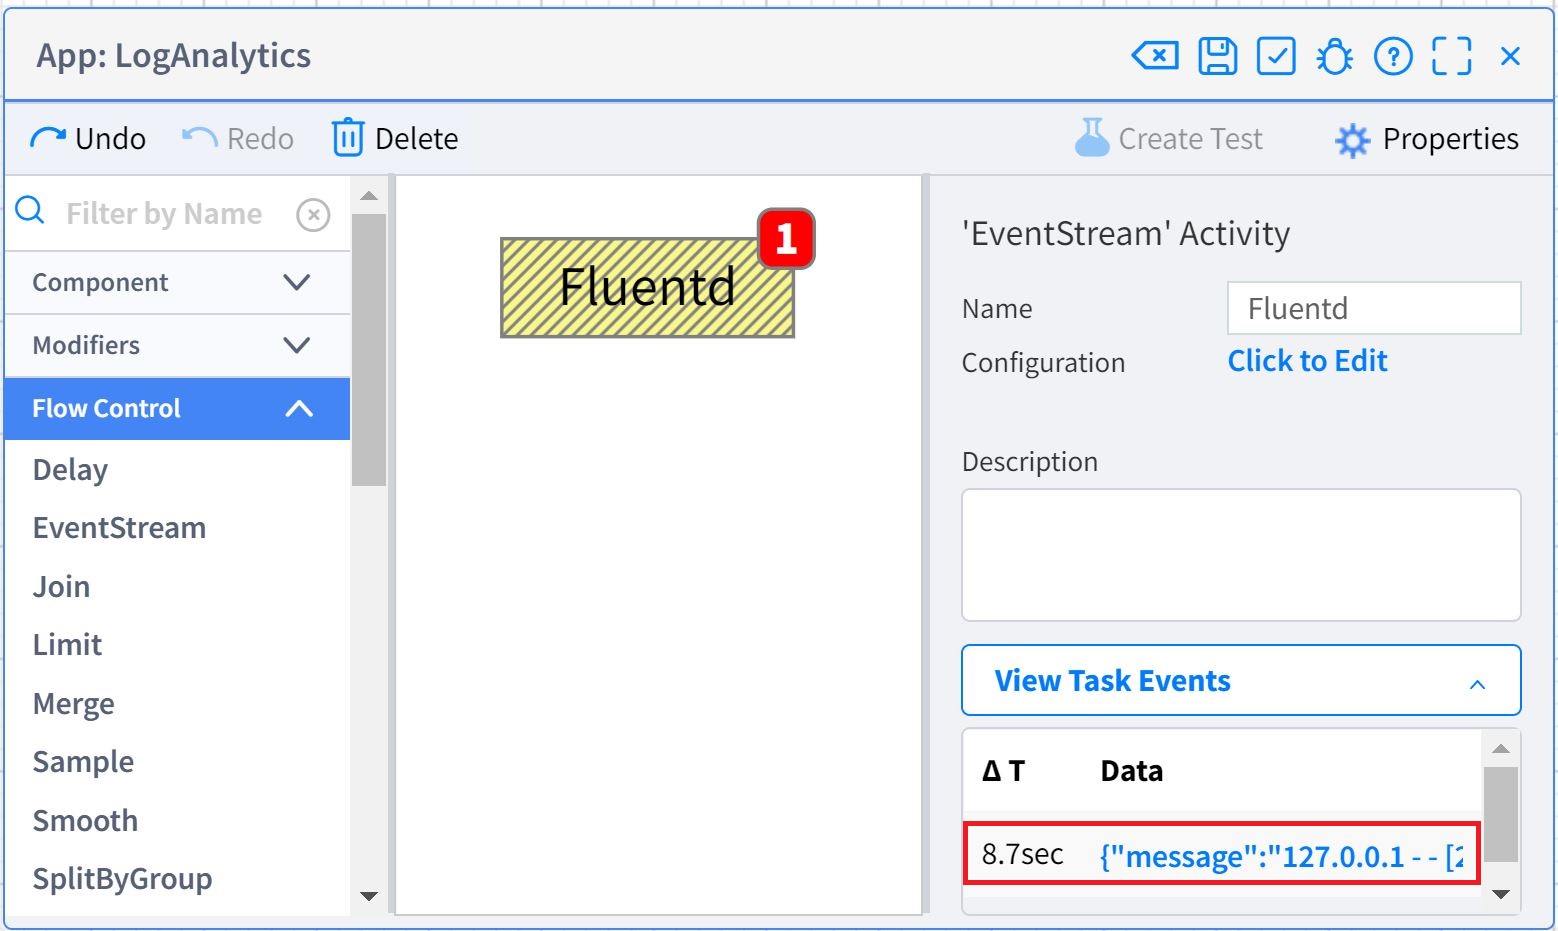 App: LogAnalytics
Undo Redo Delete Create Test Properties
Filter by Name
Component
Modifiers
Flow Control
Delay
EventStream
Join
Limit
Merge
Sample
Smooth
SplitByGroup
Fluentd
1
'EventStream' Activity
Name Fluentd
Configuration Click to Edit
Description
View Task Events
Δ T Data
8.7sec {"message":"127.0.0.1 - - [2